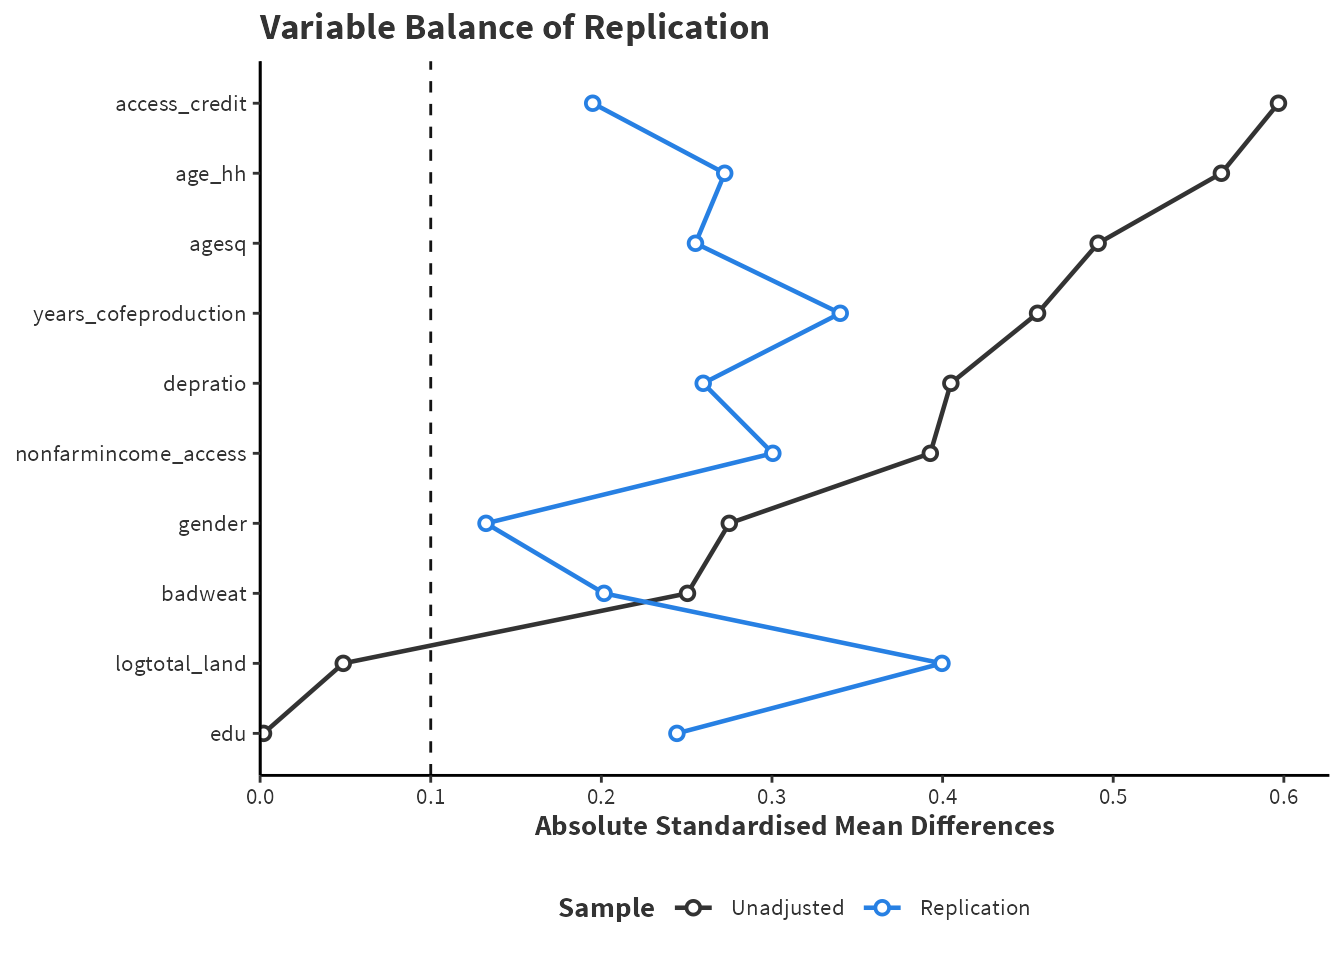 Variable Balance of Replication
access_credit
age_hh
agesq
years_cofeproduction
depratio
nonfarmincome_access
gender
badweat
logtotal_land
edu
0.0 0.1 0.2 0.3 0.4 0.5 0.6
Absolute Standardised Mean Differences
Sample Unadjusted Replication